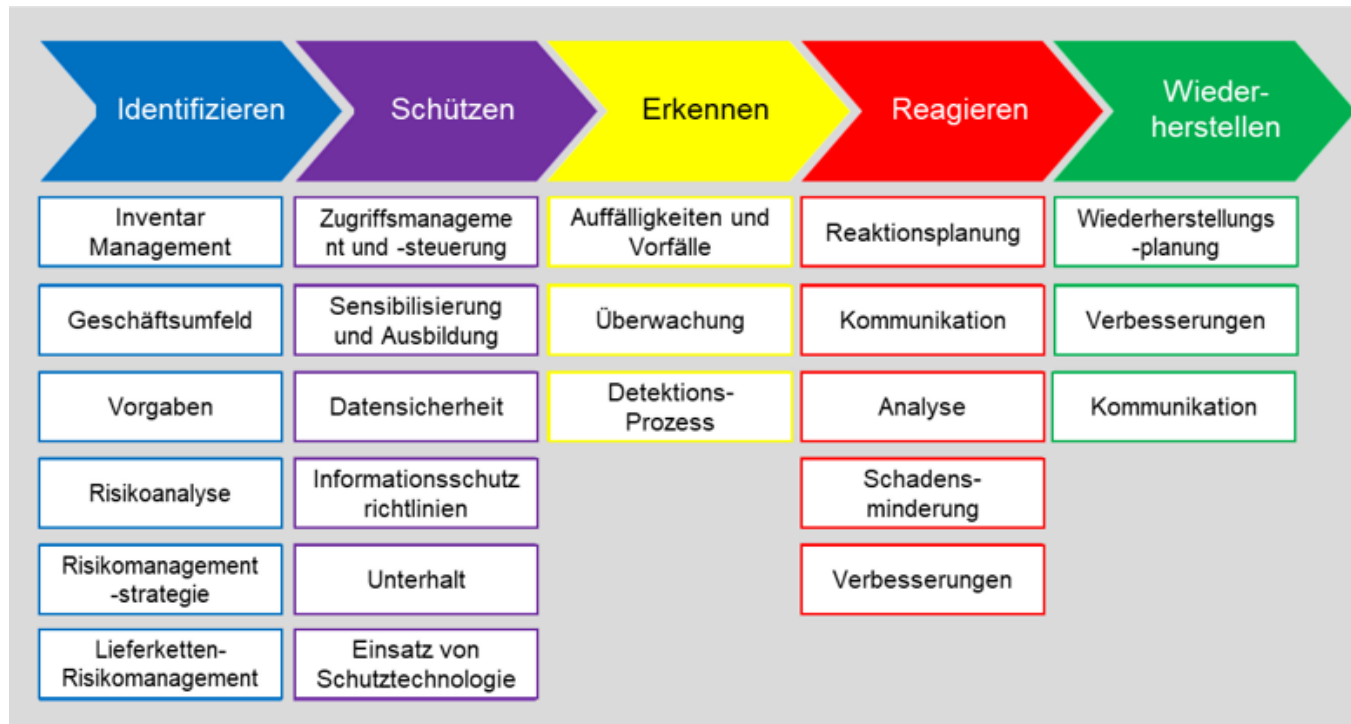 Identifizieren
Schützen
Erkennen
Reagieren
Wieder-
herstellen
Inventar
Management
Geschäftsumfeld
Vorgaben
Risikoanalyse
Risikomanagement
-strategie
Lieferketten-
Risikomanagement
Zugriffsmanageme
nt und -steuerung
Sensibilisierung
und Ausbildung
Datensicherheit
Informationsschutz
richtlinien
Unterhalt
Einsatz von
Schutztechnologie
Auffälligkeiten und
Vorfälle
Überwachung
Detektions-
Prozess
Reaktionsplanung
Kommunikation
Analyse
Schadens-
minderung
Verbesserungen
Wiederherstellungs
-planung
Verbesserungen
Kommunikation